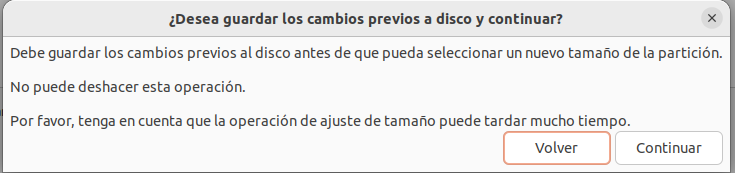 ¿Desea guardar los cambios previos a disco y continuar?
Debe guardar los cambios previos al disco antes de que pueda seleccionar un nuevo tamaño de la partición.
No puede deshacer esta operación.
Por favor, tenga en cuenta que la operación de ajuste de tamaño puede tardar mucho tiempo.
Volver
Continuar